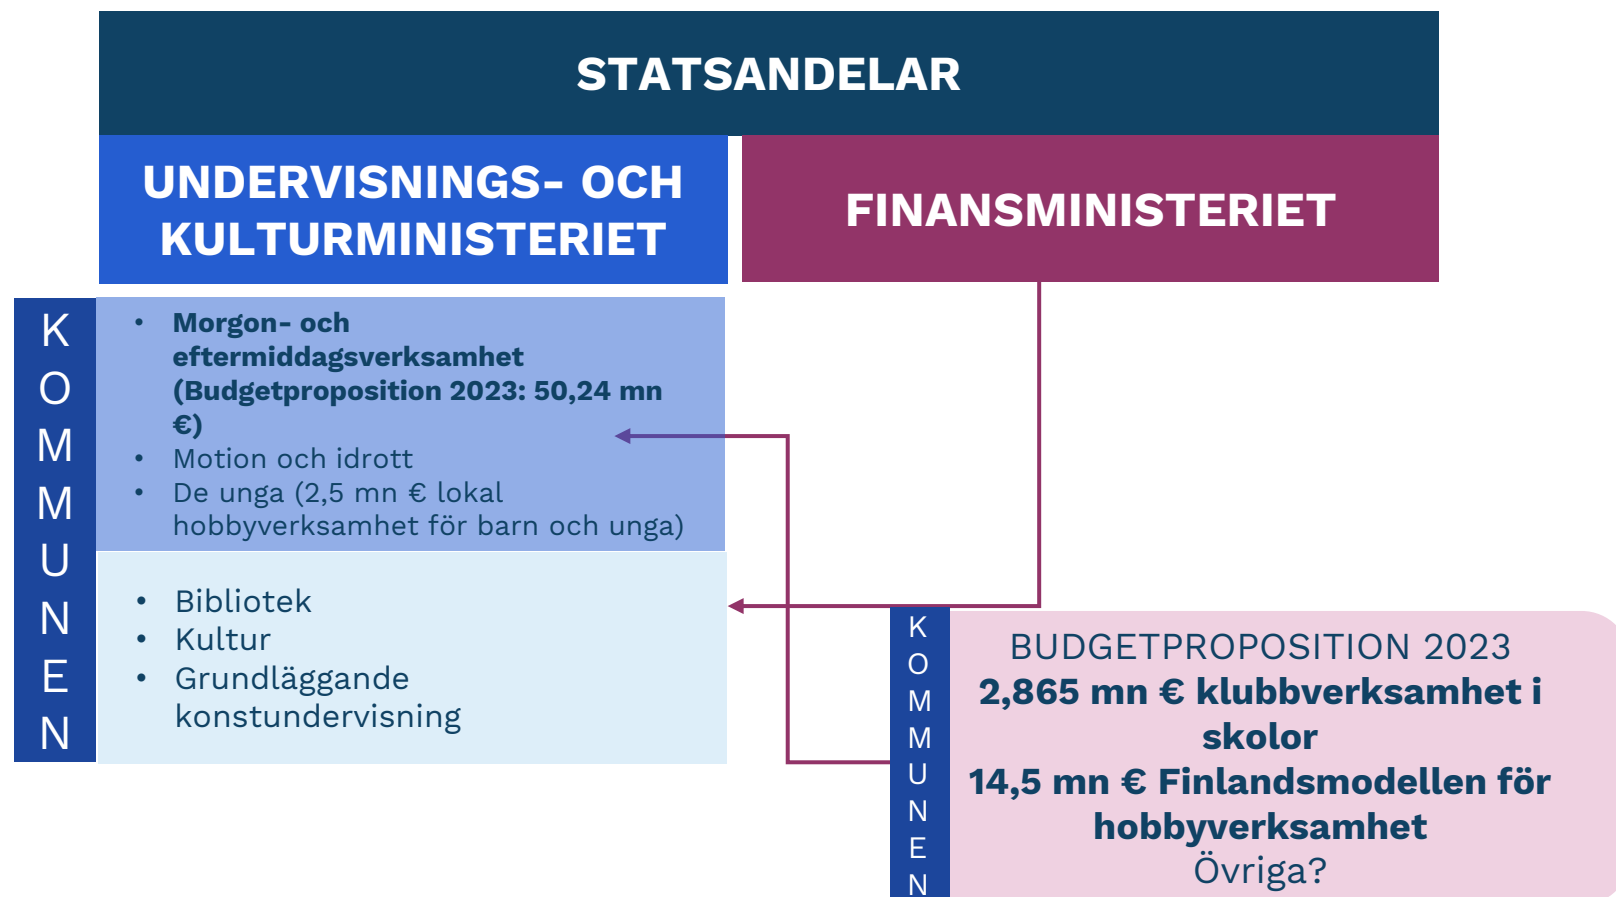 STATSANDELAR
UNDERVISNINGS- OCH
KULTURMINISTERIET
FINANSMINISTERIET
K
O
M
M
U
N
E
N
• Morgon- och
eftermiddagsverksamhet
(Budgetproposition 2023: 50,24 mn
€)
• Motion och idrott
• De unga (2,5 mn € lokal
hobbyverksamhet för barn och unga)
• Bibliotek
• Kultur
• Grundläggande
konstundervisning
K
O
M
M
U
N
E
N
BUDGETPROPOSITION 2023
2,865 mn € klubbverksamhet i
skolor
14,5 mn € Finlandsmodellen för
hobbyverksamhet
Övriga?